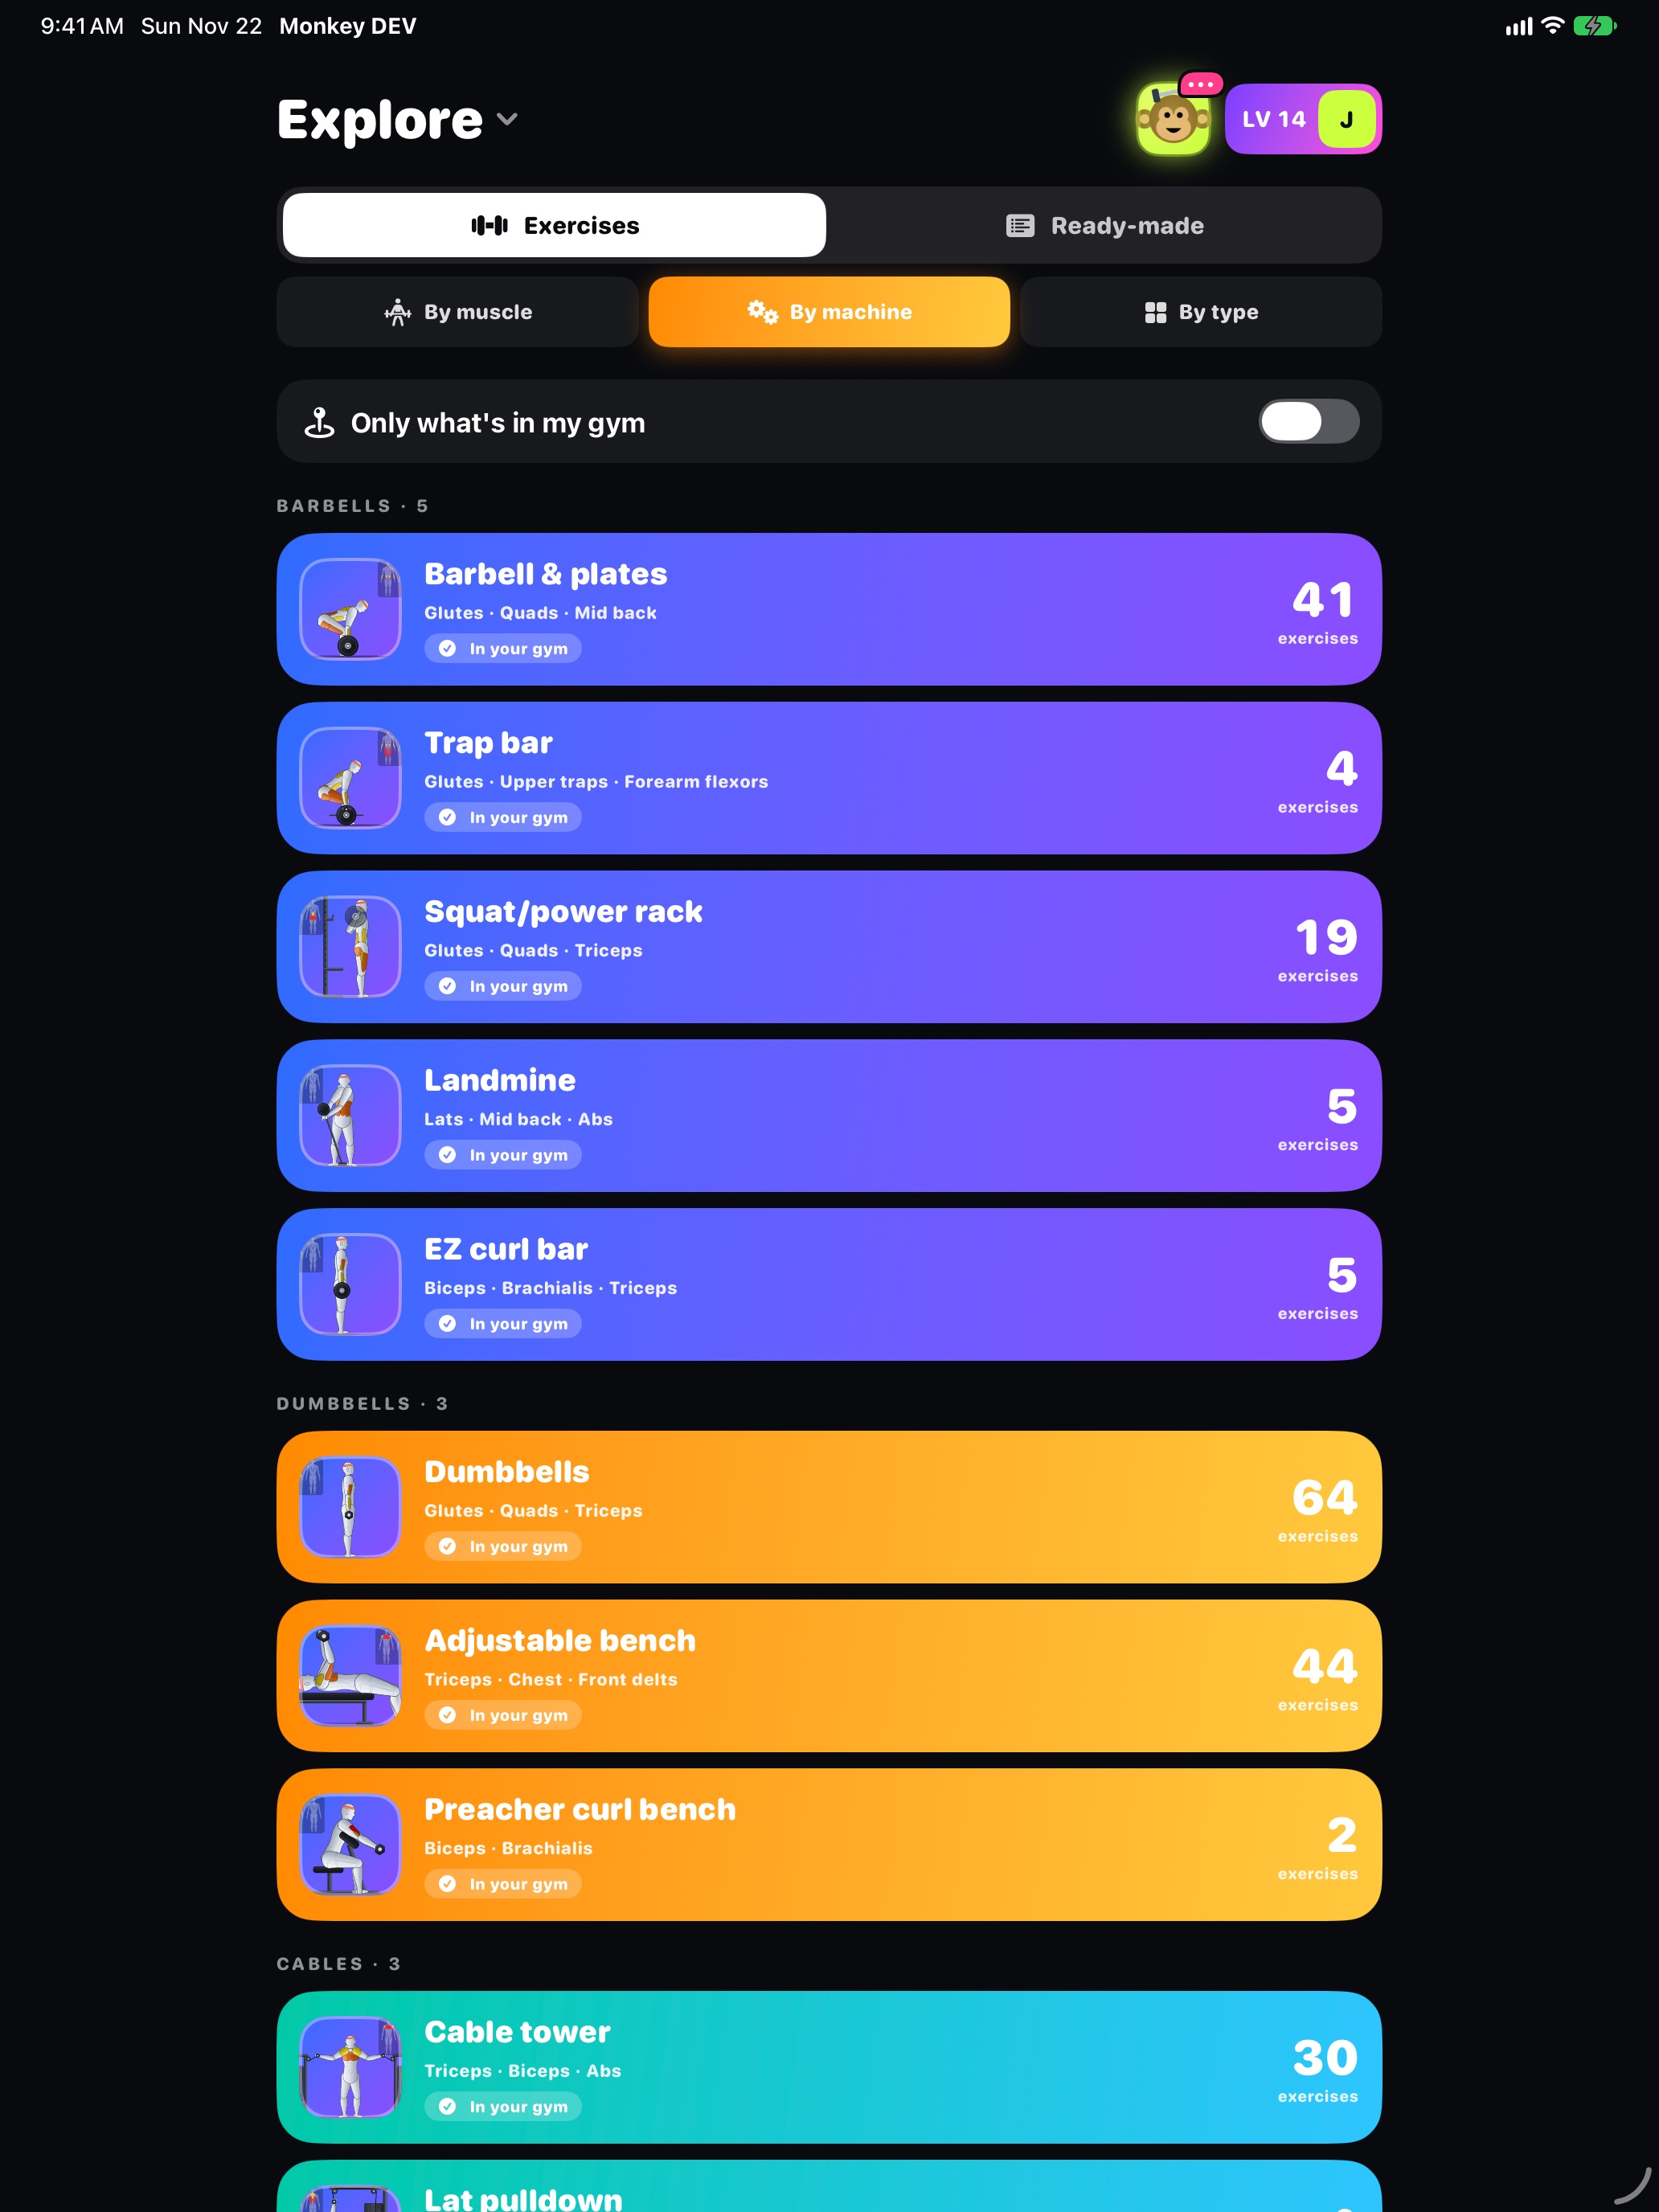 9:41 AM Sun Nov 22 Monkey DEV
Explore
LV 14 J
Exercises
Ready-made
By muscle
By machine
By type
Only what's in my gym
BARBELLS · 5
Barbell & plates
Glutes · Quads · Mid back
In your gym
41
exercises
Trap bar
Glutes · Upper traps · Forearm flexors
In your gym
4
exercises
Squat/power rack
Glutes · Quads · Triceps
In your gym
19
exercises
Landmine
Lats · Mid back · Abs
In your gym
5
exercises
EZ curl bar
Biceps · Brachialis · Triceps
In your gym
5
exercises
DUMBBELLS · 3
Dumbbells
Glutes · Quads · Triceps
In your gym
64
exercises
Adjustable bench
Triceps · Chest · Front delts
In your gym
44
exercises
Preacher curl bench
Biceps · Brachialis
In your gym
2
exercises
CABLES · 3
Cable tower
Triceps · Biceps · Abs
In your gym
30
exercises
Lat pulldown